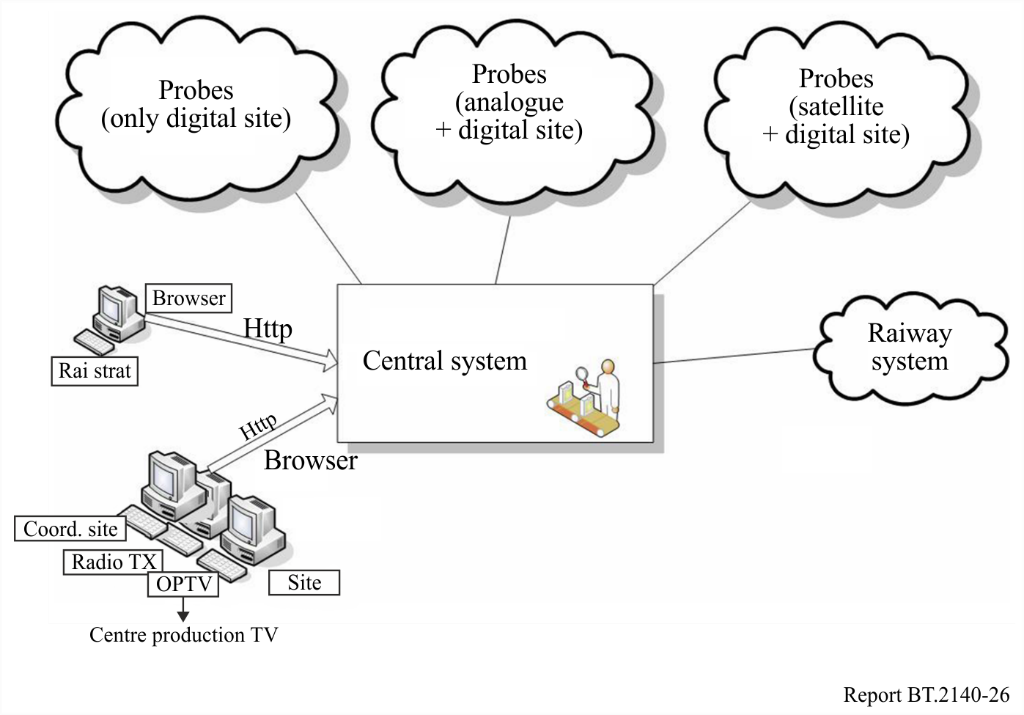 Probes
(only digital site)
Probes
(analogue
+ digital site)
Probes
(satellite
+ digital site)
Browser
Http
Rai strat
Central system
Raiway
system
Http
Browser
Coord. site
Radio TX
OPTV
Site
Centre production TV
Report BT.2140-26